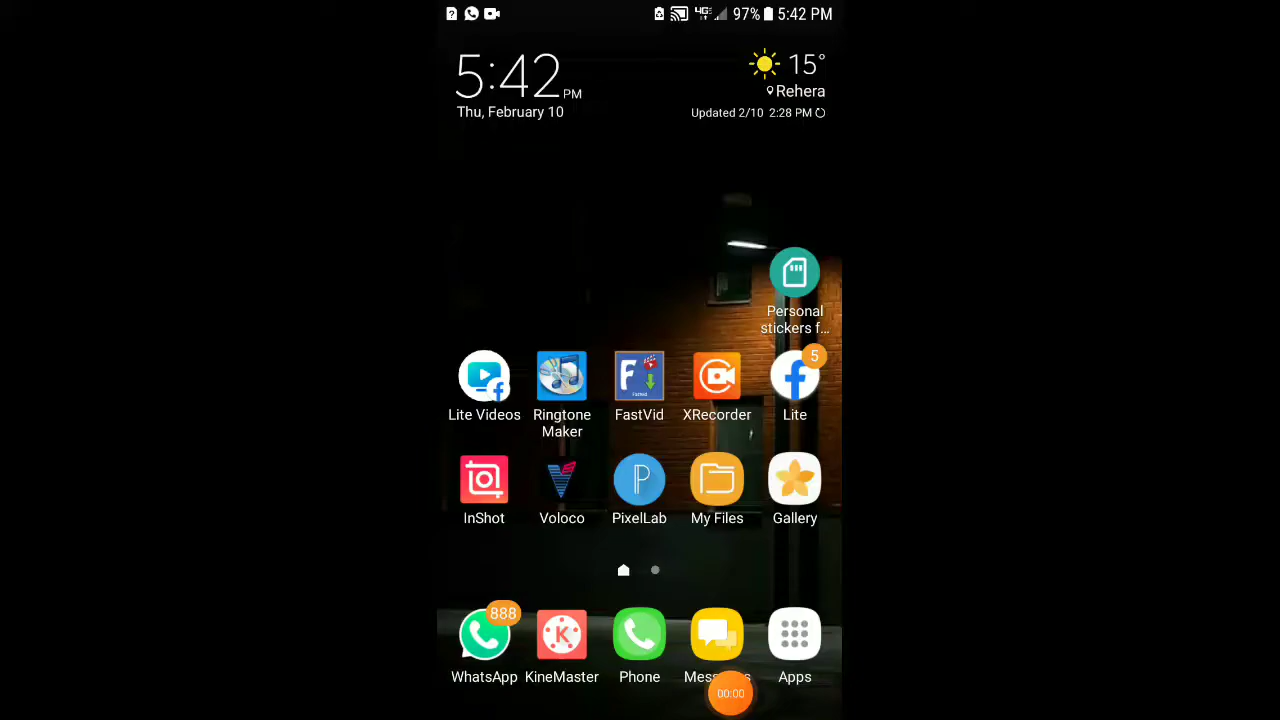 4G 97% 5:42 PM
5:42 PM
15°
Rehera
Thu, February 10
Updated 2/10 2:28 PM
Personal
stickers f...
5
Lite Videos
Ringtone
Maker
FastVid
XRecorder
Lite
InShot
Voloco
PixelLab
My Files
Gallery
888
WhatsApp
KineMaster
Phone
Apps
00:00